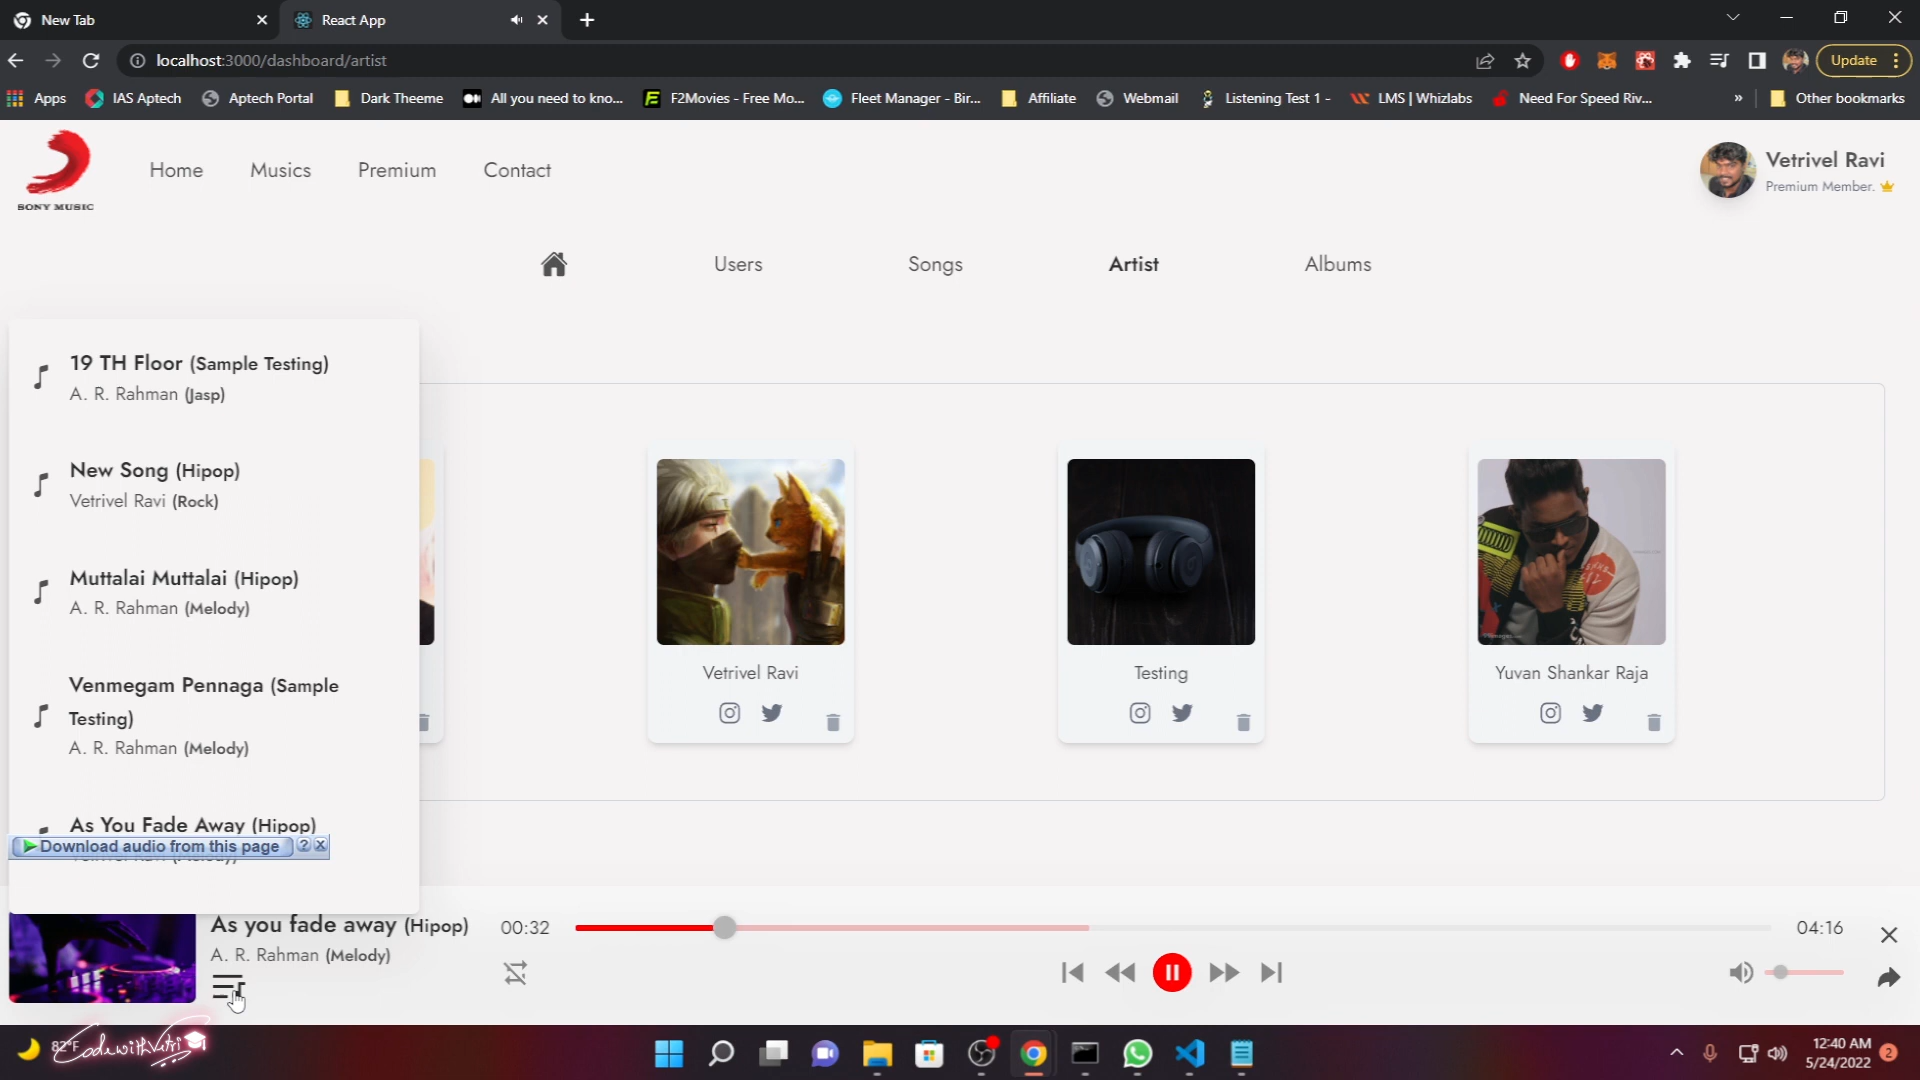 New Tab
React App
localhost:3000/dashboard/artist
Update
Apps
IAS Aptech
Aptech Portal
Dark Theeme
All you need to kno...
F2Movies - Free Mo...
Fleet Manager - Bir...
Affiliate
Webmail
Listening Test 1 -
LMS | Whizlabs
Need For Speed Riv...
»
Other bookmarks
SONY MUSIC
Home
Musics
Premium
Contact
Vetrivel Ravi
Premium Member.
Users
Songs
Artist
Albums
19 TH Floor (Sample Testing)
A. R. Rahman (Jasp)
New Song (Hipop)
Vetrivel Ravi (Rock)
Muttalai Muttalai (Hipop)
A. R. Rahman (Melody)
Venmegam Pennaga (Sample
Testing)
A. R. Rahman (Melody)
As You Fade Away (Hipop)
Download audio from this page
?
Vetrivel Ravi
Testing
Yuvan Shankar Raja
As you fade away (Hipop)
A. R. Rahman (Melody)
00:32
04:16
82°F
CodewithVetri
12:40 AM
5/24/2022
2